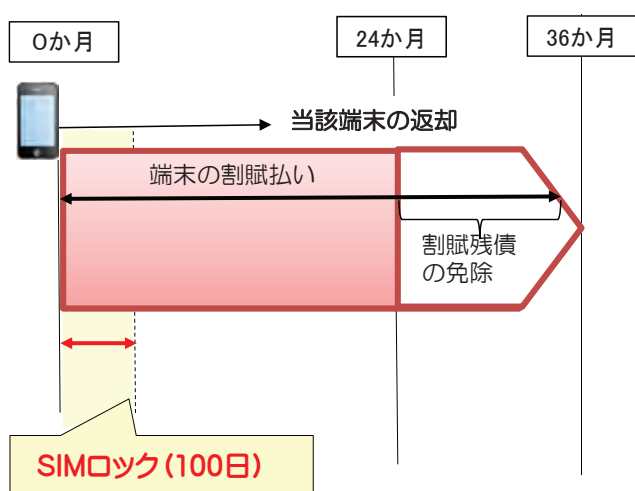 0か月
24か月
36か月
当該端末の返却
端末の割賦払い
割賦残債
の免除
SIMロック(100日)